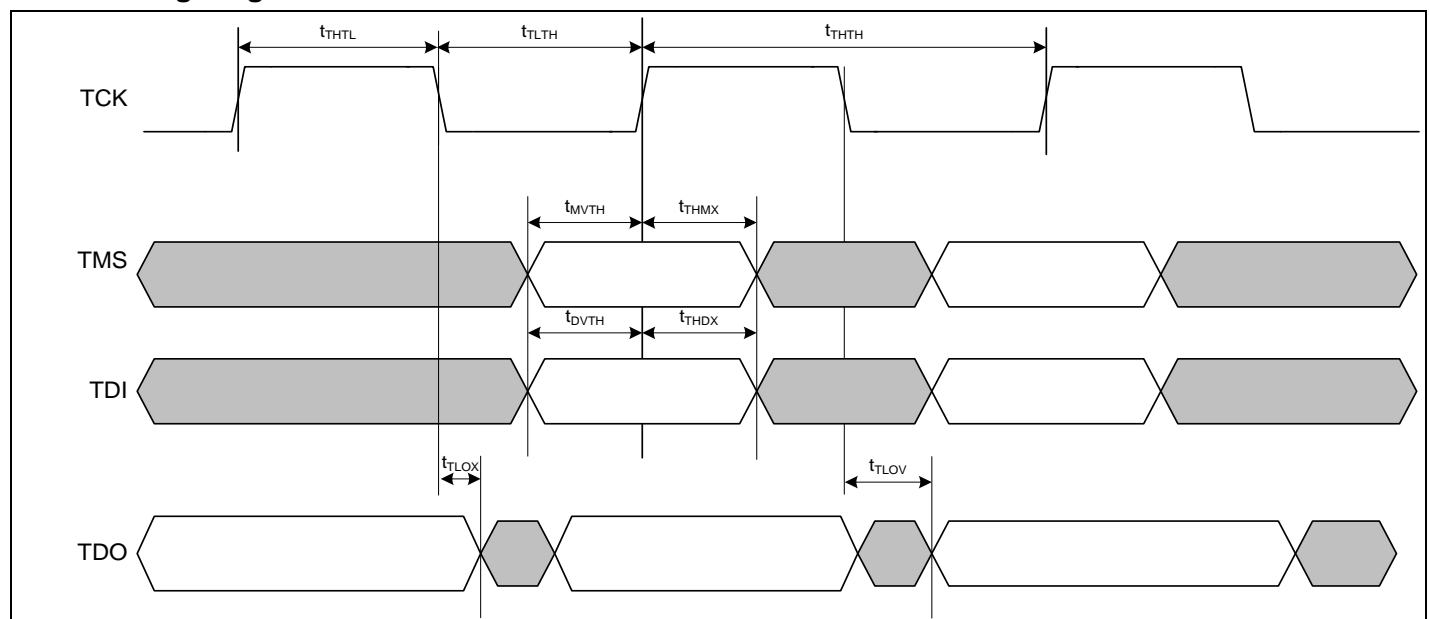 tTHTL tTLTH tTHTH
TCK
tMVTH tTHMX
TMS
tDVTH tTHDX
TDI
tTLOX tTLOV
TDO